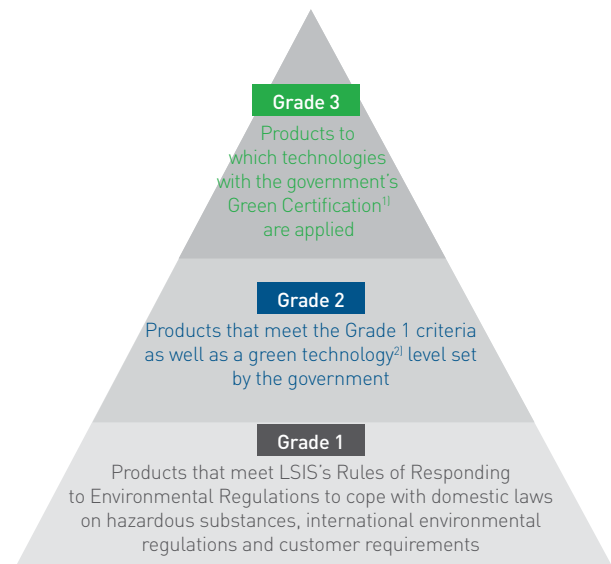 Grade 3
Products to
which technologies
with the government's
Green Certification1)
are applied
Grade 2
Products that meet the Grade 1 criteria
as well as a green technology2) level set
by the government
Grade 1
Products that meet LSIS's Rules of Responding
to Environmental Regulations to cope with domestic laws
on hazardous substances, international environmental
regulations and customer requirements